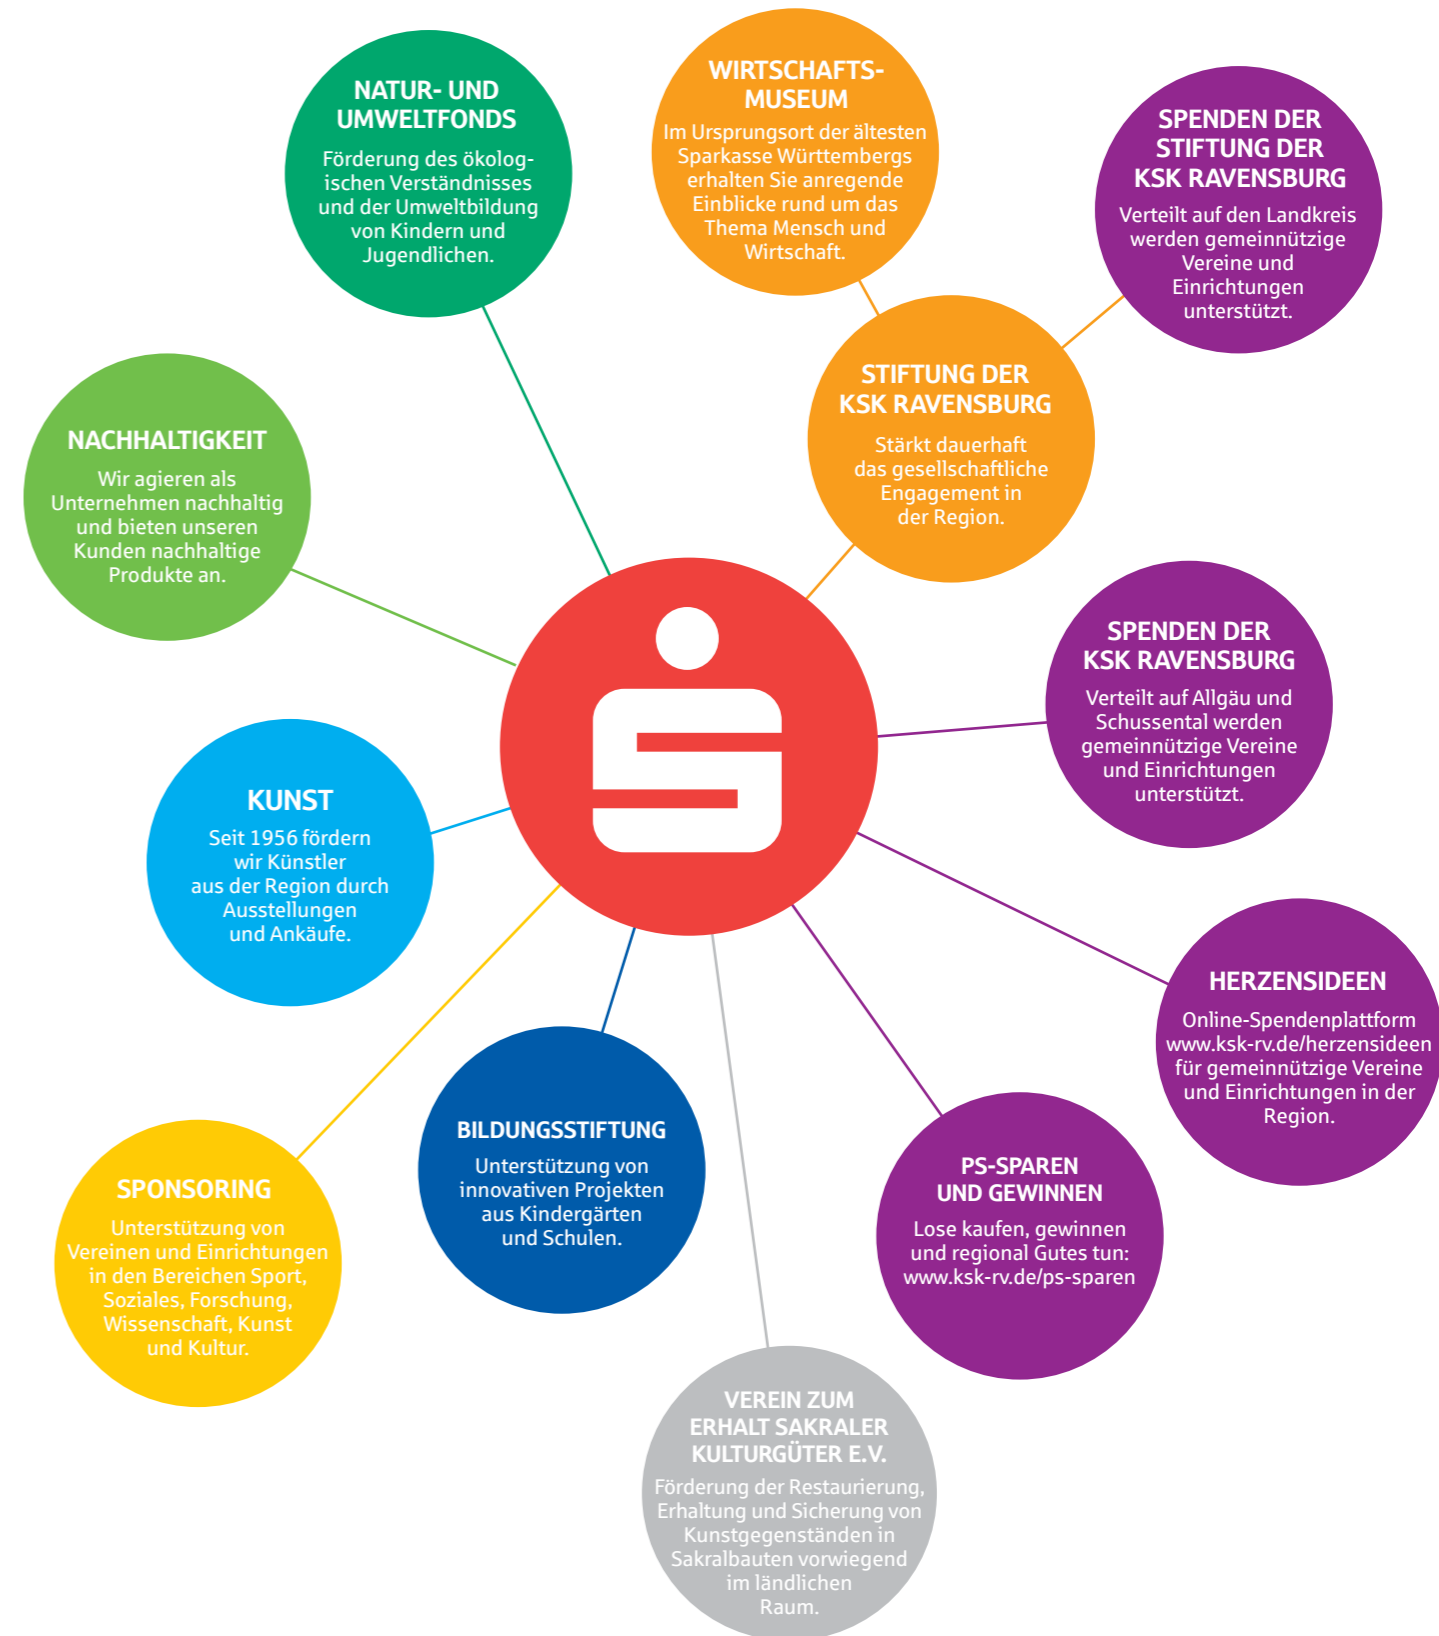 NATUR- UND
UMWELTFONDS
Förderung des ökolog-
ischen Verständnisses
und der Umweltbildung
von Kindern und
Jugendlichen.
WIRTSCHAFTS-
MUSEUM
Im Ursprungsort der ältesten
Sparkasse Württembergs
erhalten Sie anregende
Einblicke rund um das
Thema Mensch und
Wirtschaft.
SPENDEN DER
STIFTUNG DER
KSK RAVENSBURG
Verteilt auf den Landkreis
werden gemeinnützige
Vereine und
Einrichtungen
unterstützt.
STIFTUNG DER
KSK RAVENSBURG
Stärkt dauerhaft
das gesellschaftliche
Engagement in
der Region.
NACHHALTIGKEIT
Wir agieren als
Unternehmen nachhaltig
und bieten unseren
Kunden nachhaltige
Produkte an.
SPENDEN DER
KSK RAVENSBURG
Verteilt auf Allgäu und
Schussental werden
gemeinnützige Vereine
und Einrichtungen
unterstützt.
KUNST
Seit 1956 fördern
wir Künstler
aus der Region durch
Ausstellungen
und Ankäufe.
HERZENSIDEEN
Online-Spendenplattform
www.ksk-rv.de/herzensideen
für gemeinnützige Vereine
und Einrichtungen in der
Region.
BILDUNGSSTIFTUNG
Unterstützung von
innovativen Projekten
aus Kindergärten
und Schulen.
PS-SPAREN
UND GEWINNEN
Lose kaufen, gewinnen
und regional Gutes tun:
www.ksk-rv.de/ps-sparen
SPONSORING
Unterstützung von
Vereinen und Einrichtungen
in den Bereichen Sport,
Soziales, Forschung,
Wissenschaft, Kunst
und Kultur.
VEREIN ZUM
ERHALT SAKRALER
KULTURGÜTER E.V.
Förderung der Restaurierung,
Erhaltung und Sicherung von
Kunstgegenständen in
Sakralbauten vorwiegend
im ländlichen
Raum.